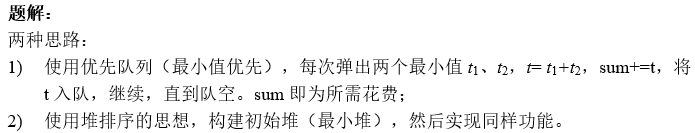 题解：
两种思路：
1) 使用优先队列（最小值优先），每次弹出两个最小值 t1、t2，t= t1+t2，sum+=t，将
t 入队，继续，直到队空。sum 即为所需花费；
2) 使用堆排序的思想，构建初始堆（最小堆），然后实现同样功能。